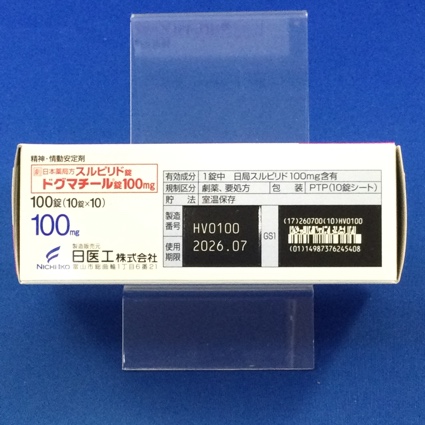 精神・情動安定剤
劇 日本薬局方 スルピリド錠
ドグマチール錠100mg
100錠(10錠×10)
100mg
製造販売元
日医工株式会社
NICHI-IKO
富山市総曲輪1丁目6番21
有効成分 1錠中 日局スルピリド100mg含有
規制区分 劇薬、要処方 包装 PTP(10錠シート)
貯法 室温保存
製造番号 HV0100
使用期限 2026.07
GS1
(17)260700(10)HV0100
(01)14987376245408